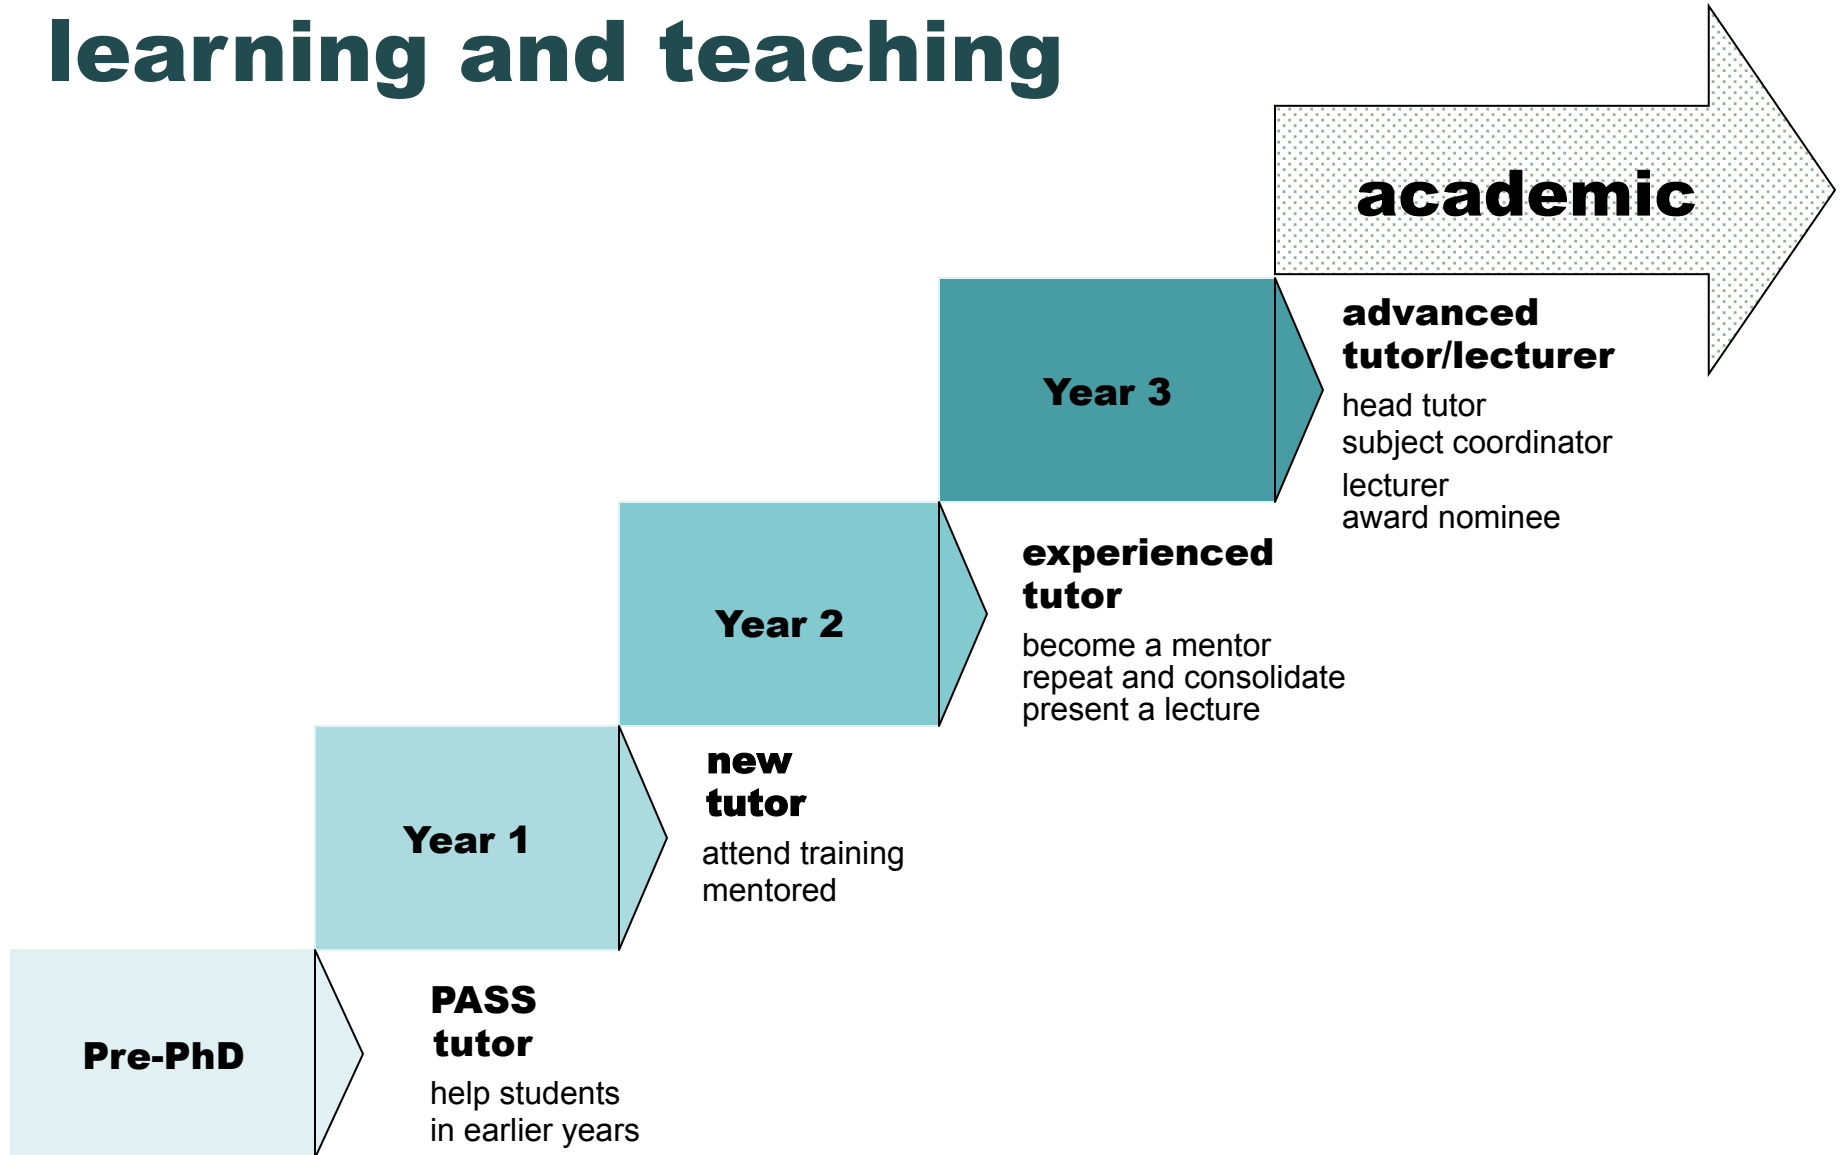 learning and teaching
academic
Year 3
advanced
tutor/lecturer
head tutor
subject coordinator
lecturer
award nominee
Year 2
experienced
tutor
become a mentor
repeat and consolidate
present a lecture
Year 1
new
tutor
attend training
mentored
Pre-PhD
PASS
tutor
help students
in earlier years